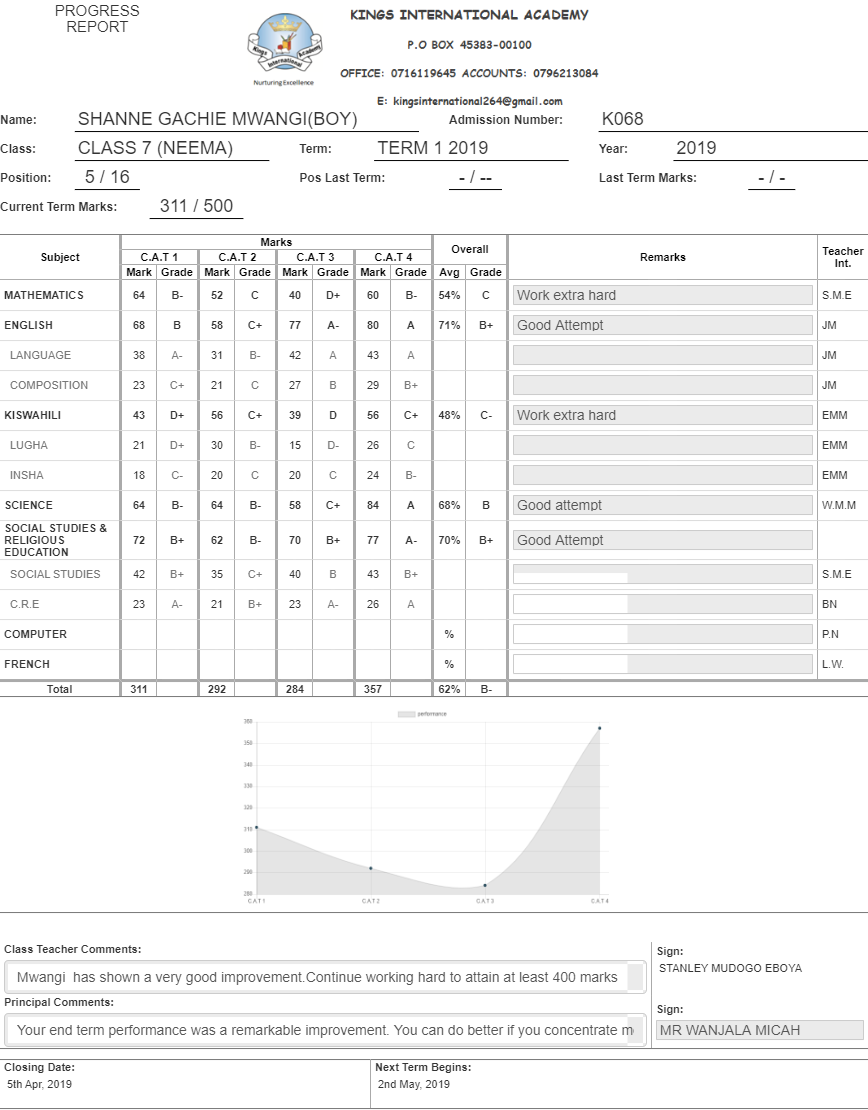 PROGRESS
REPORT
KINGS INTERNATIONAL ACADEMY
P.O BOX 45383-00100
OFFICE: 0716119645 ACCOUNTS: 0796213084
E: kingsinternational264@gmail.com
Kings International Academy
Nurturing Excellence
Name: SHANNE GACHIE MWANGI(BOY) Admission Number: K068
Class: CLASS 7 (NEEMA) Term: TERM 1 2019 Year: 2019
Position: 5 / 16 Pos Last Term: - / -- Last Term Marks: - / -
Current Term Marks: 311 / 500
Subject Marks Overall Remarks Teacher Int.
C.A.T 1 C.A.T 2 C.A.T 3 C.A.T 4
Mark Grade Mark Grade Mark Grade Mark Grade Avg Grade
MATHEMATICS 64 B- 52 C 40 D+ 60 B- 54% C Work extra hard S.M.E
ENGLISH 68 B 58 C+ 77 A- 80 A 71% B+ Good Attempt JM
LANGUAGE 38 A- 31 B- 42 A 43 A JM
COMPOSITION 23 C+ 21 C 27 B 29 B+ JM
KISWAHILI 43 D+ 56 C+ 39 D 56 C+ 48% C- Work extra hard EMM
LUGHA 21 D+ 30 B- 15 D- 26 C EMM
INSHA 18 C- 20 C 20 C 24 B- EMM
SCIENCE 64 B- 64 B- 58 C+ 84 A 68% B Good attempt W.M.M
SOCIAL STUDIES &
RELIGIOUS
EDUCATION 72 B+ 62 B- 70 B+ 77 A- 70% B+ Good Attempt
SOCIAL STUDIES 42 B+ 35 C+ 40 B 43 B+ S.M.E
C.R.E 23 A- 21 B+ 23 A- 26 A BN
COMPUTER % P.N
FRENCH % L.W.
Total 311 292 284 357 62% B-
performance
360
350
340
330
320
310
300
290
280
CAT1 CAT2 CAT3 CAT4
Class Teacher Comments:
Mwangi  has shown a very good improvement.Continue working hard to attain at least 400 marks
Sign:
STANLEY MUDOGO EBOYA
Principal Comments:
Your end term performance was a remarkable improvement. You can do better if you concentrate
Sign:
MR WANJALA MICAH
Closing Date:
5th Apr, 2019
Next Term Begins:
2nd May, 2019